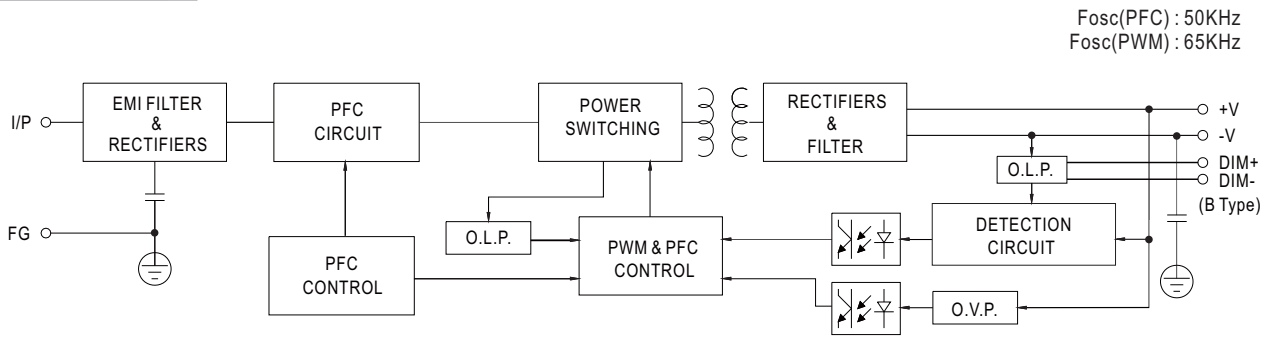 Fosc(PFC) : 50KHz
Fosc(PWM) : 65KHz
I/P
EMI FILTER
&
RECTIFIERS
PFC
CIRCUIT
POWER
SWITCHING
RECTIFIERS
&
FILTER
+V
-V
DIM+
DIM-
(B Type)
O.L.P.
FG
O.L.P.
PFC
CONTROL
PWM & PFC
CONTROL
DETECTION
CIRCUIT
O.V.P.